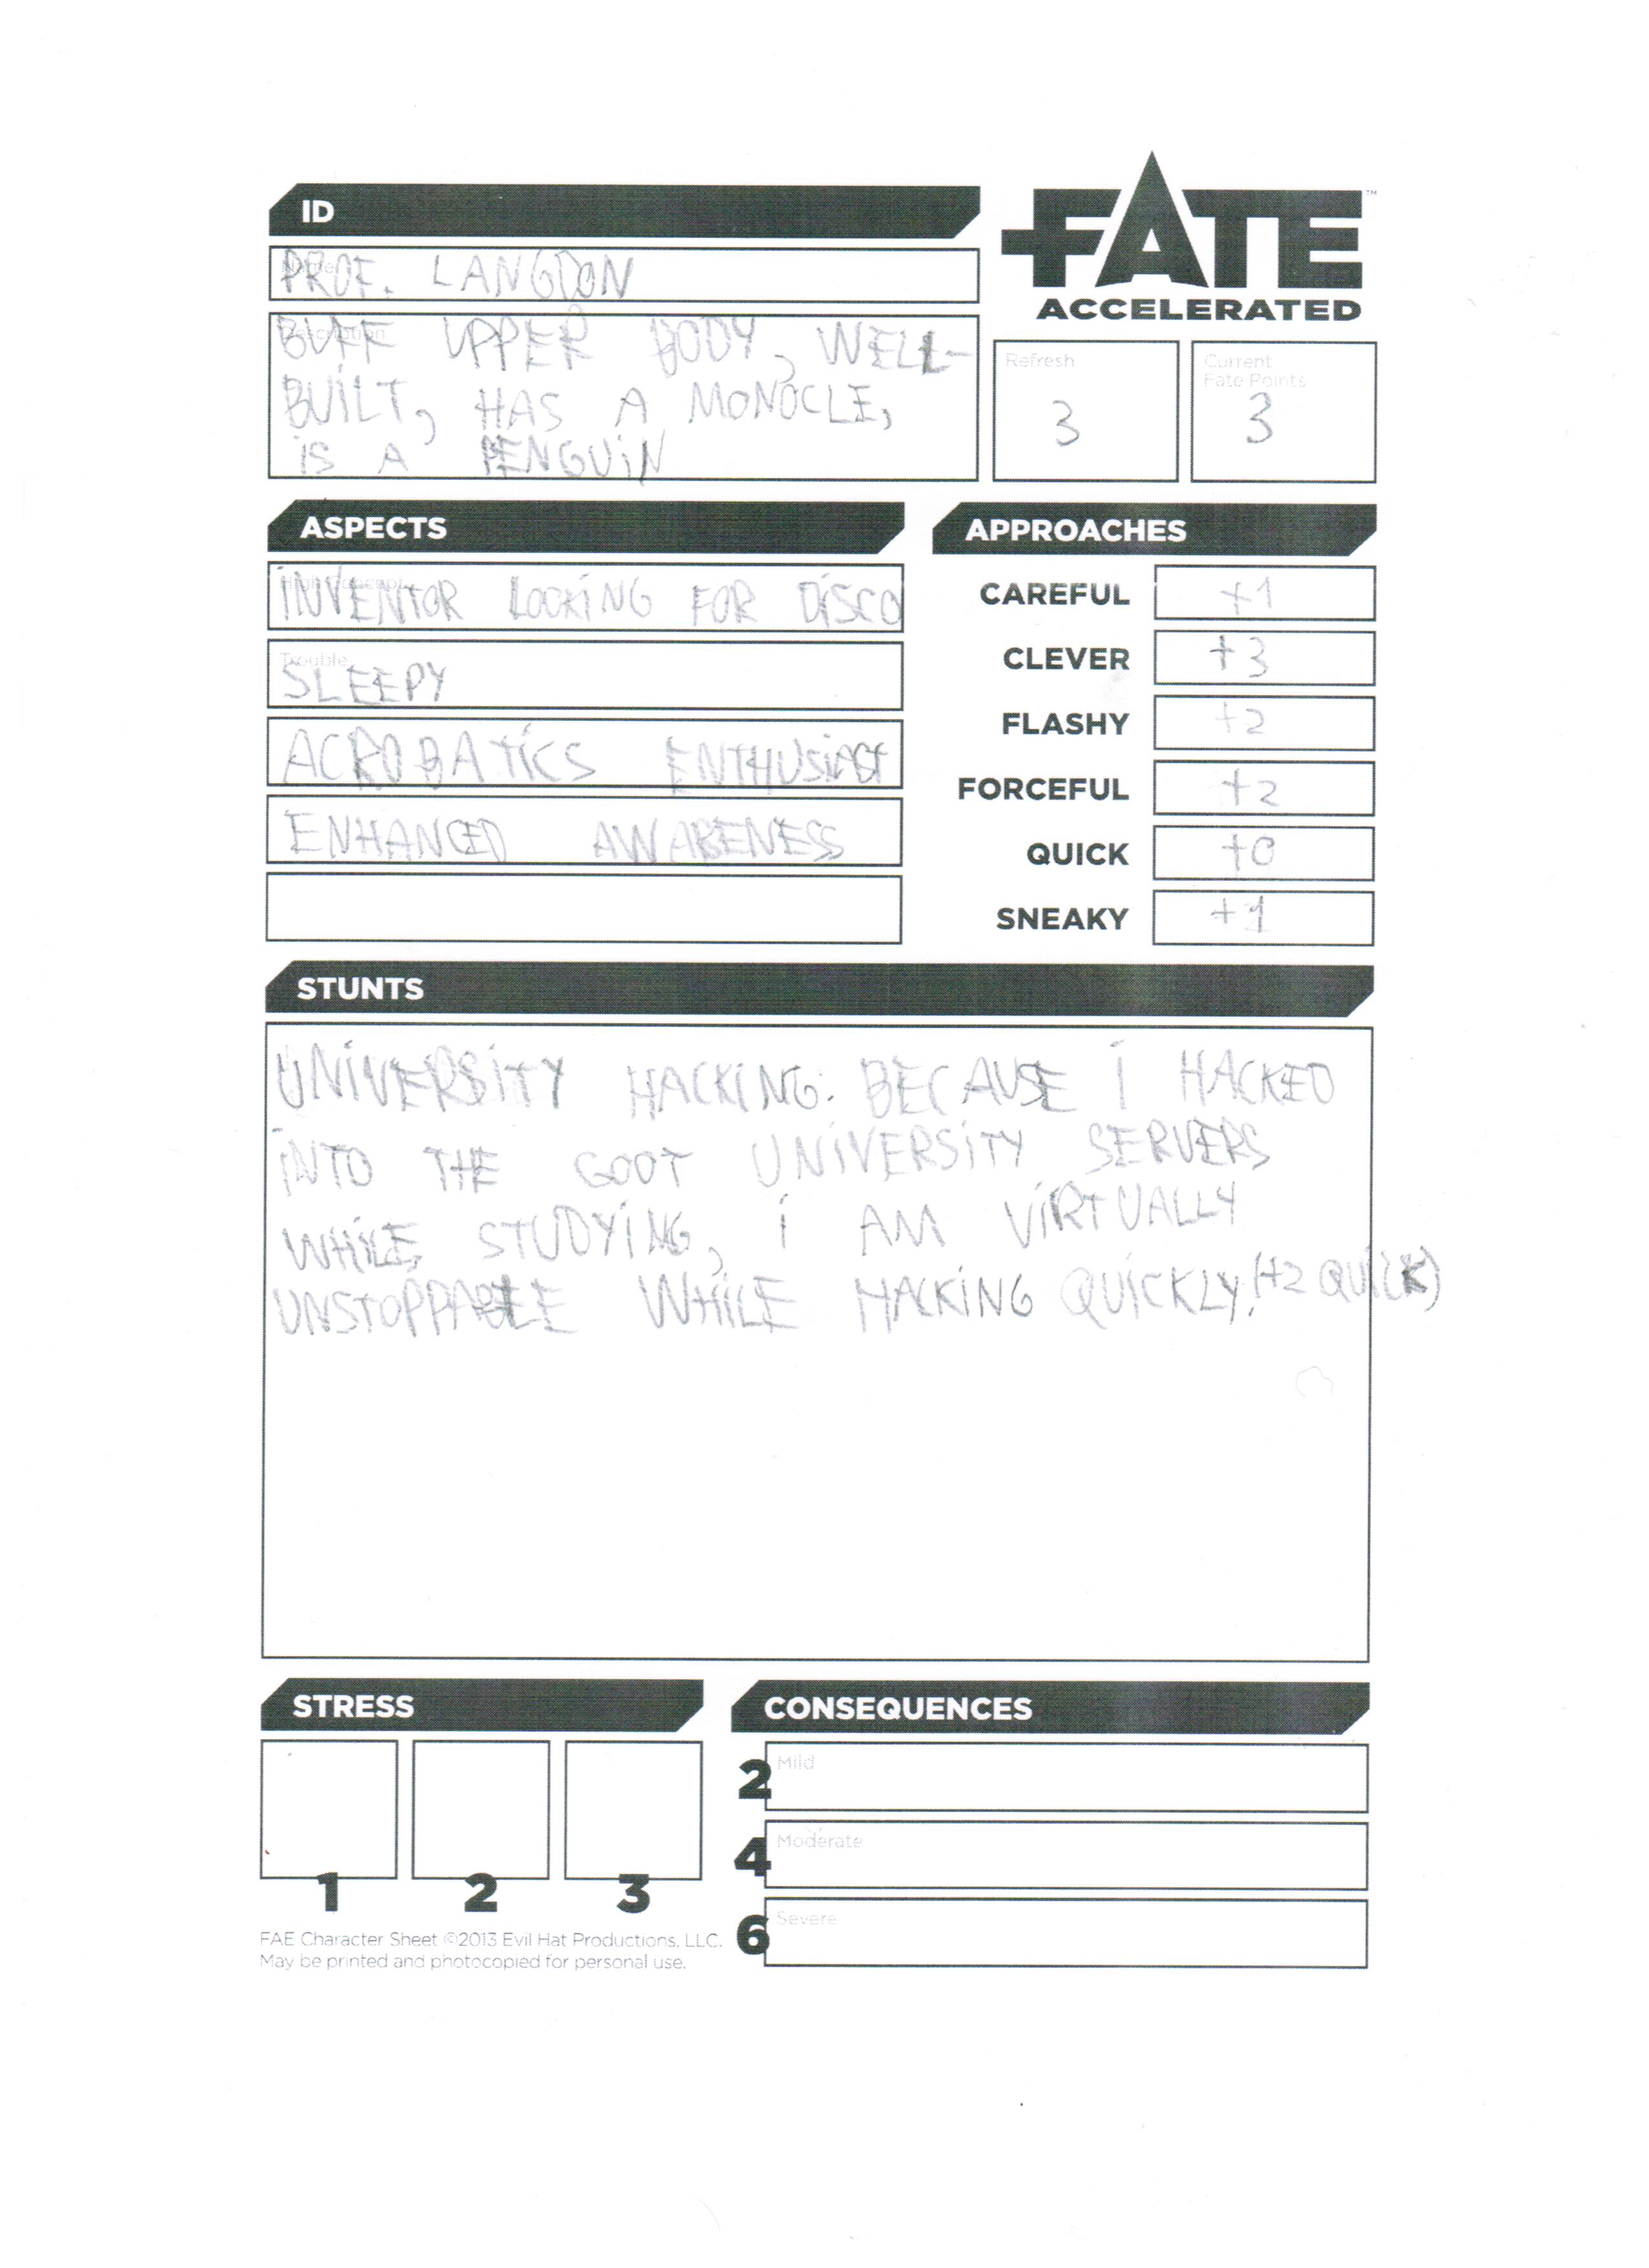 ID
FATE™
ACCELERATED
Name
PROF. LANGDON
Description
BUFF UPPER BODY, WELL-
BUILT, HAS A MONOCLE,
IS A PENGUIN
Refresh
3
Current
Fate Points
3
ASPECTS
High Concept
INVENTOR LOOKING FOR DISCO
Trouble
SLEEPY
ACROBATICS ENTHUSIAST
ENHANCED AWARENESS
APPROACHES
CAREFUL +1
CLEVER +3
FLASHY +2
FORCEFUL +2
QUICK +0
SNEAKY +1
STUNTS
UNIVERSITY HACKING: BECAUSE I HACKED
INTO THE GOOT UNIVERSITY SERVERS
WHILE STUDYING, I AM VIRTUALLY
UNSTOPPABLE WHILE HACKING QUICKLY. (+2 QUICK)
STRESS
1 2 3
CONSEQUENCES
2 Mild
4 Moderate
6 Severe
FAE Character Sheet ©2013 Evil Hat Productions, LLC.
May be printed and photocopied for personal use.